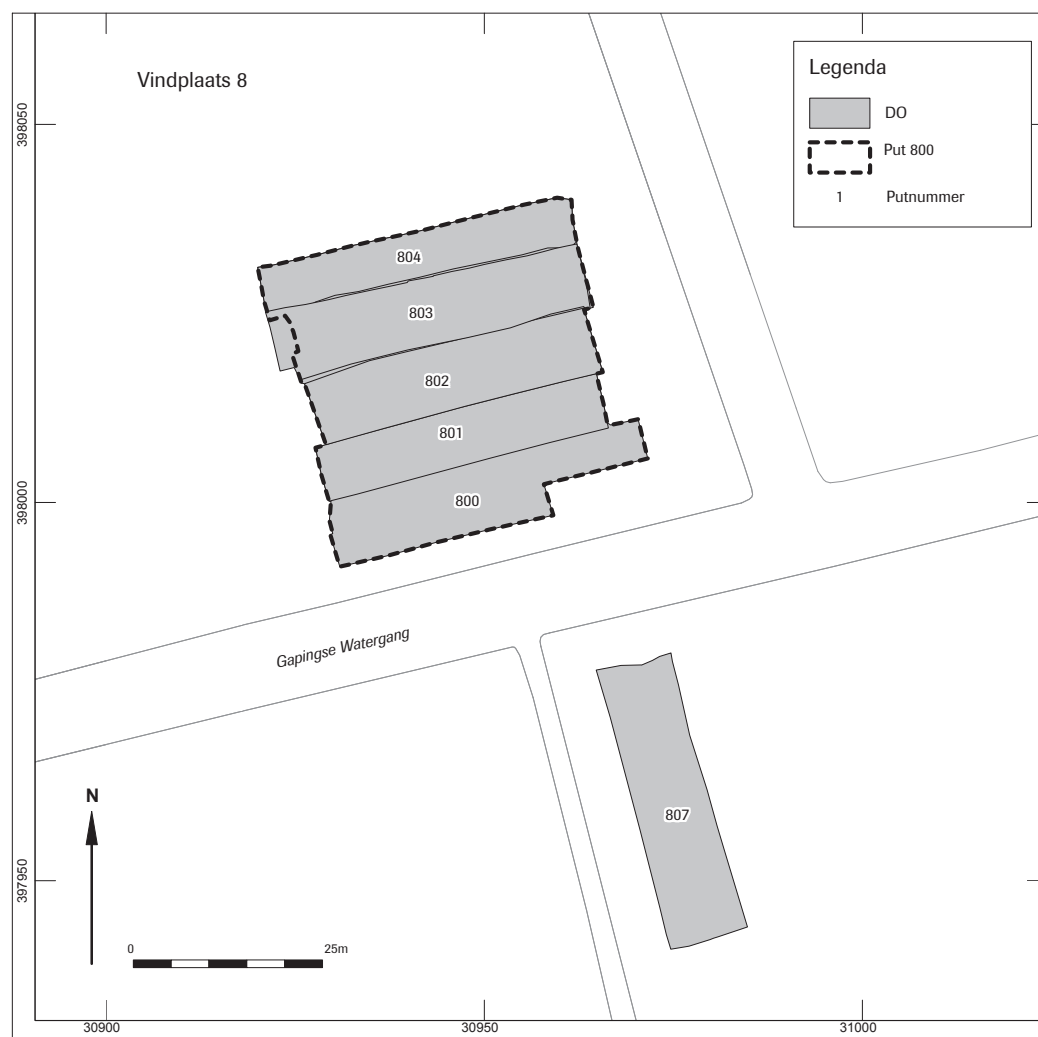 Vindplaats 8
Legenda
DO
Put 800
1 Putnummer
398050
804
803
802
801
800
398000
Gapingse Watergang
807
397950
N
0 25m
30900 30950 31000